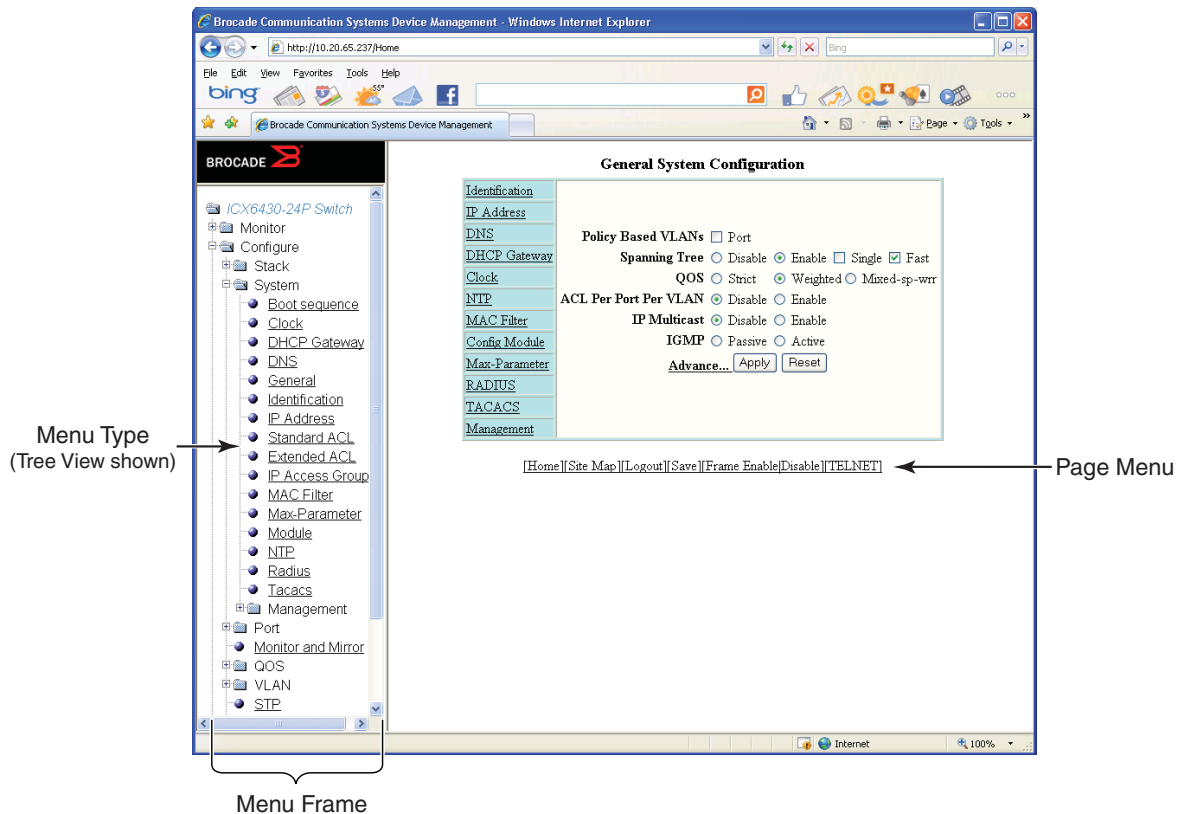 Brocade Communication Systems Device Management - Windows Internet Explorer
http://10.20.65.237/Home
Bing
File Edit View Favorites Tools Help
bing
55°
Brocade Communication Systems Device Management
Page Tools
BROCADE
ICX6430-24P Switch
Monitor
Configure
Stack
System
Boot sequence
Clock
DHCP Gateway
DNS
General
Identification
IP Address
Standard ACL
Extended ACL
IP Access Group
MAC Filter
Max-Parameter
Module
NTP
Radius
Tacacs
Management
Port
Monitor and Mirror
QOS
VLAN
STP
General System Configuration
Identification
IP Address
DNS
DHCP Gateway
Clock
NTP
MAC Filter
Config Module
Max-Parameter
RADIUS
TACACS
Management
Policy Based VLANs Port
Spanning Tree Disable Enable Single Fast
QOS Strict Weighted Mixed-sp-wrr
ACL Per Port Per VLAN Disable Enable
IP Multicast Disable Enable
IGMP Passive Active
Advance... Apply Reset
[Home][Site Map][Logout][Save][Frame Enable|Disable][TELNET]
Internet
100%
Menu Type
(Tree View shown)
Page Menu
Menu Frame